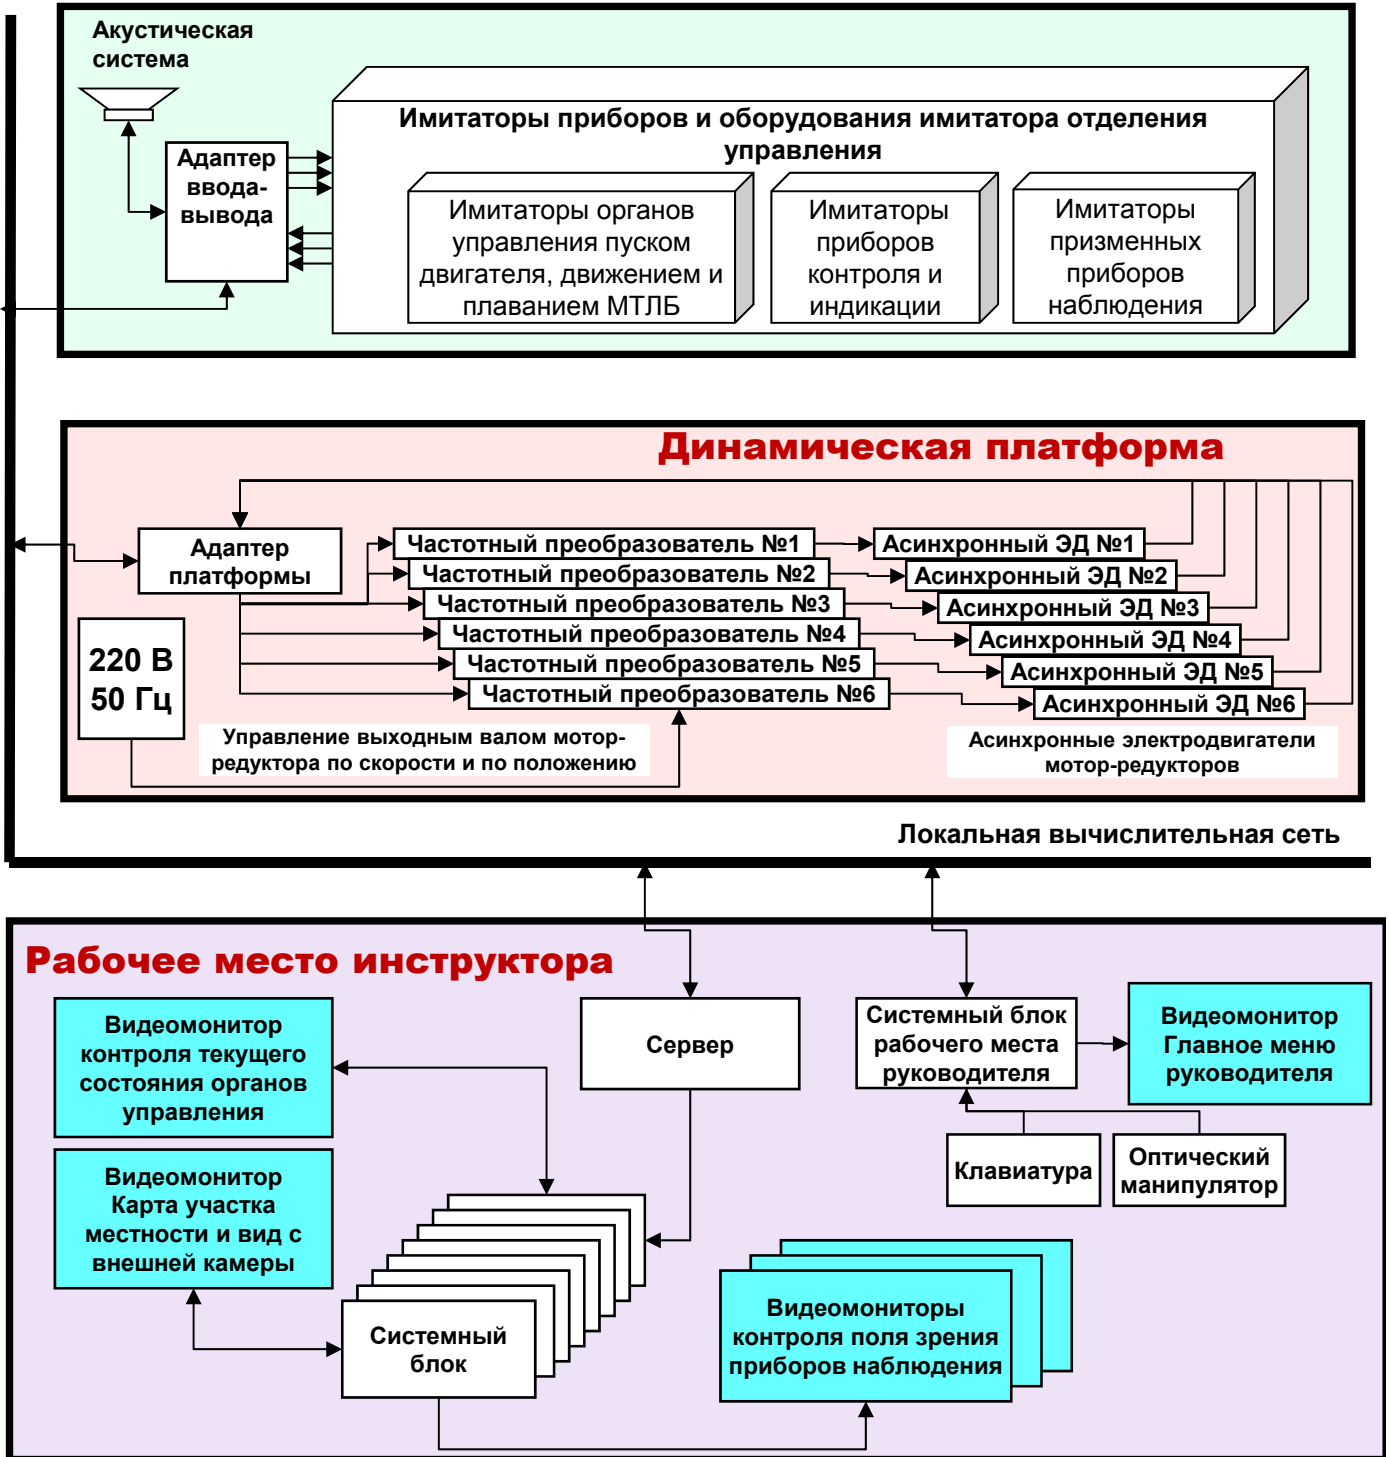 Акустическая
система
Имитаторы приборов и оборудования имитатора отделения
управления
Адаптер
ввода-
вывода
Имитаторы органов
управления пуском
двигателя, движением и
плаванием МТЛБ
Имитаторы
приборов
контроля и
индикации
Имитаторы
призменных
приборов
наблюдения
Динамическая платформа
Адаптер
платформы
Частотный преобразователь №1
Асинхронный ЭД №1
Частотный преобразователь №2
Асинхронный ЭД №2
Частотный преобразователь №3
Асинхронный ЭД №3
Частотный преобразователь №4
Асинхронный ЭД №4
Частотный преобразователь №5
Асинхронный ЭД №5
Частотный преобразователь №6
Асинхронный ЭД №6
220 В
50 Гц
Управление выходным валом мотор-
редуктора по скорости и по положению
Асинхронные электродвигатели
мотор-редукторов
Локальная вычислительная сеть
Рабочее место инструктора
Видеомонитор
контроля текущего
состояния органов
управления
Сервер
Системный блок
рабочего места
руководителя
Видеомонитор
Главное меню
руководителя
Клавиатура
Оптический
манипулятор
Видеомонитор
Карта участка
местности и вид с
внешней камеры
Системный
блок
Видеомониторы
контроля поля зрения
приборов наблюдения